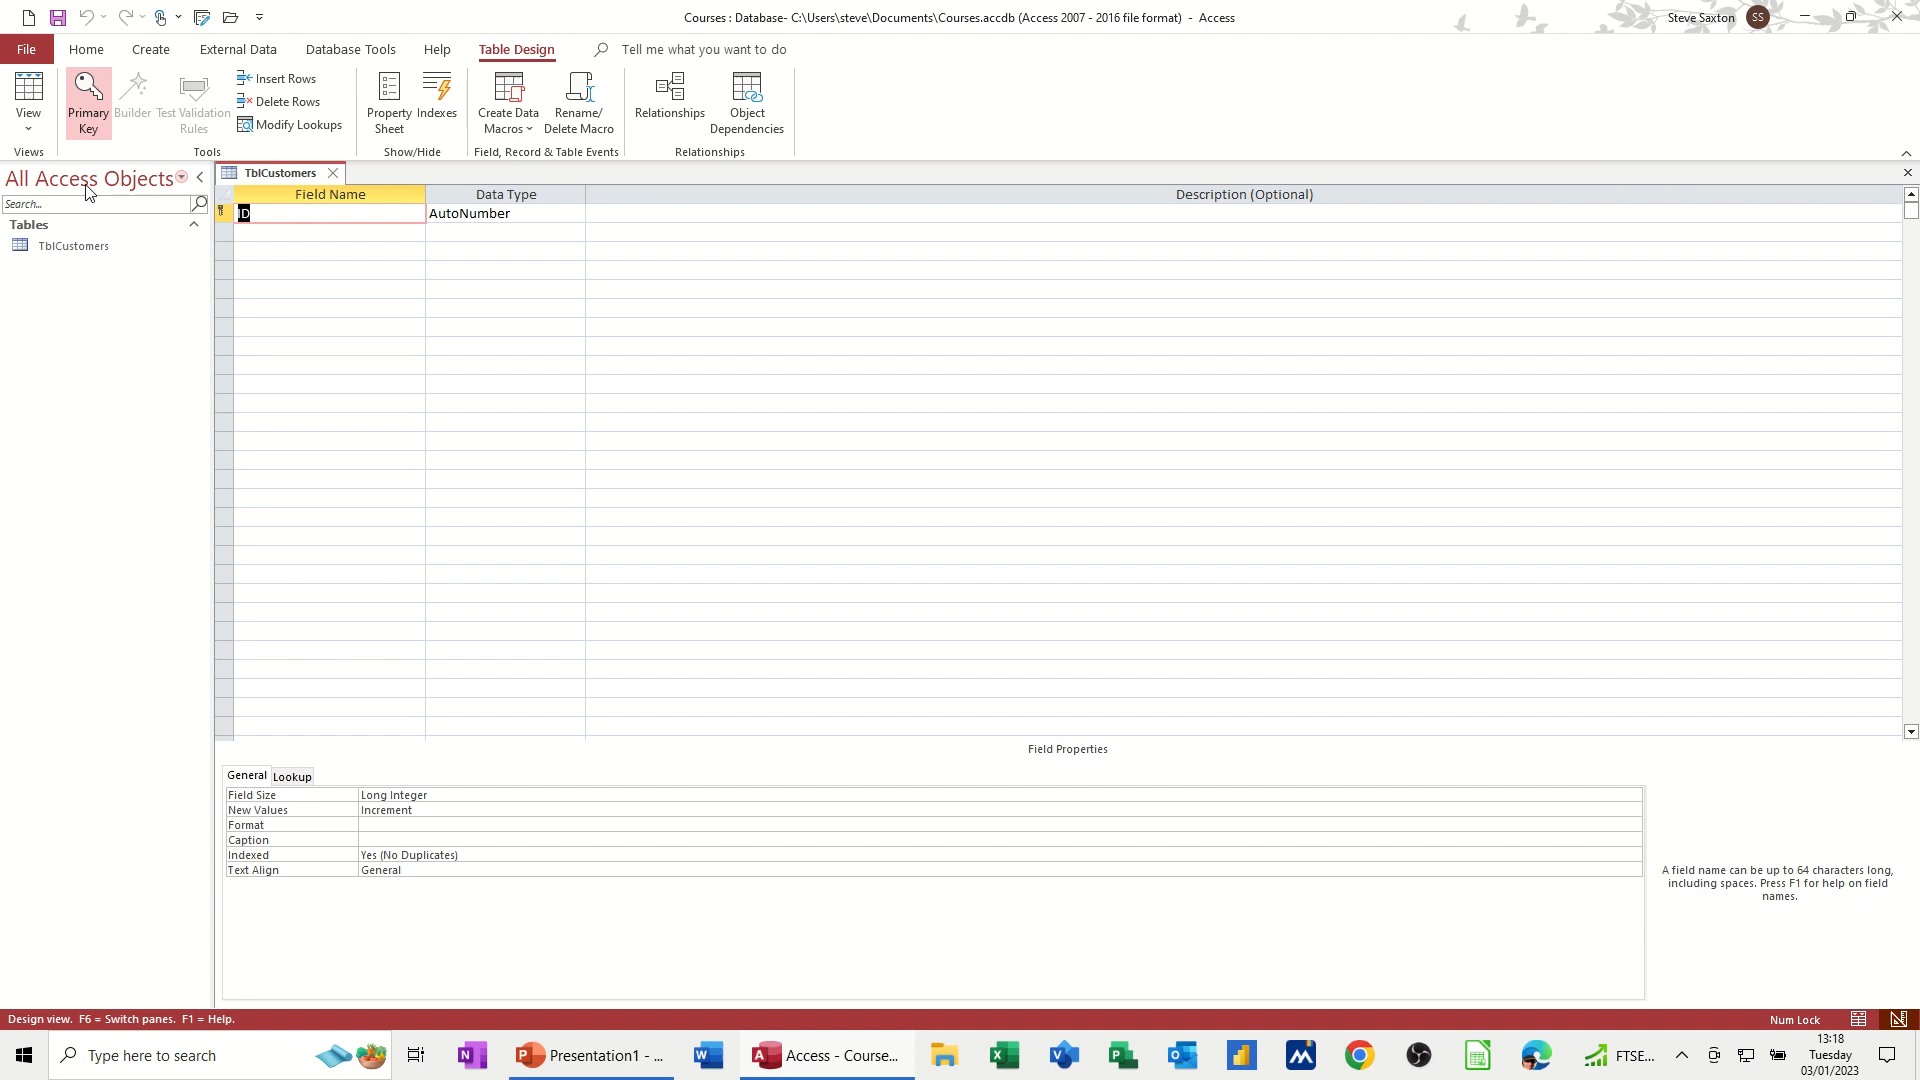 Courses : Database- C:\Users\steve\Documents\Courses.accdb (Access 2007 - 2016 file format) - Access
Steve Saxton
SS
File
Home
Create
External Data
Database Tools
Help
Table Design
Tell me what you want to do
View
Primary Key
Builder
Test Validation Rules
Insert Rows
Delete Rows
Modify Lookups
Property Sheet
Indexes
Create Data Macros
Rename/ Delete Macro
Relationships
Object Dependencies
Views
Tools
Show/Hide
Field, Record & Table Events
Relationships
All Access Objects
Search...
Tables
TblCustomers
TblCustomers
Field Name
Data Type
Description (Optional)
ID
AutoNumber
Field Properties
General
Lookup
Field Size
Long Integer
New Values
Increment
Format
Caption
Indexed
Yes (No Duplicates)
Text Align
General
A field name can be up to 64 characters long,
including spaces. Press F1 for help on field
names.
Design view. F6 = Switch panes. F1 = Help.
Num Lock
Type here to search
Presentation1 - ...
Access - Course...
FTSE...
13:18
Tuesday
03/01/2023